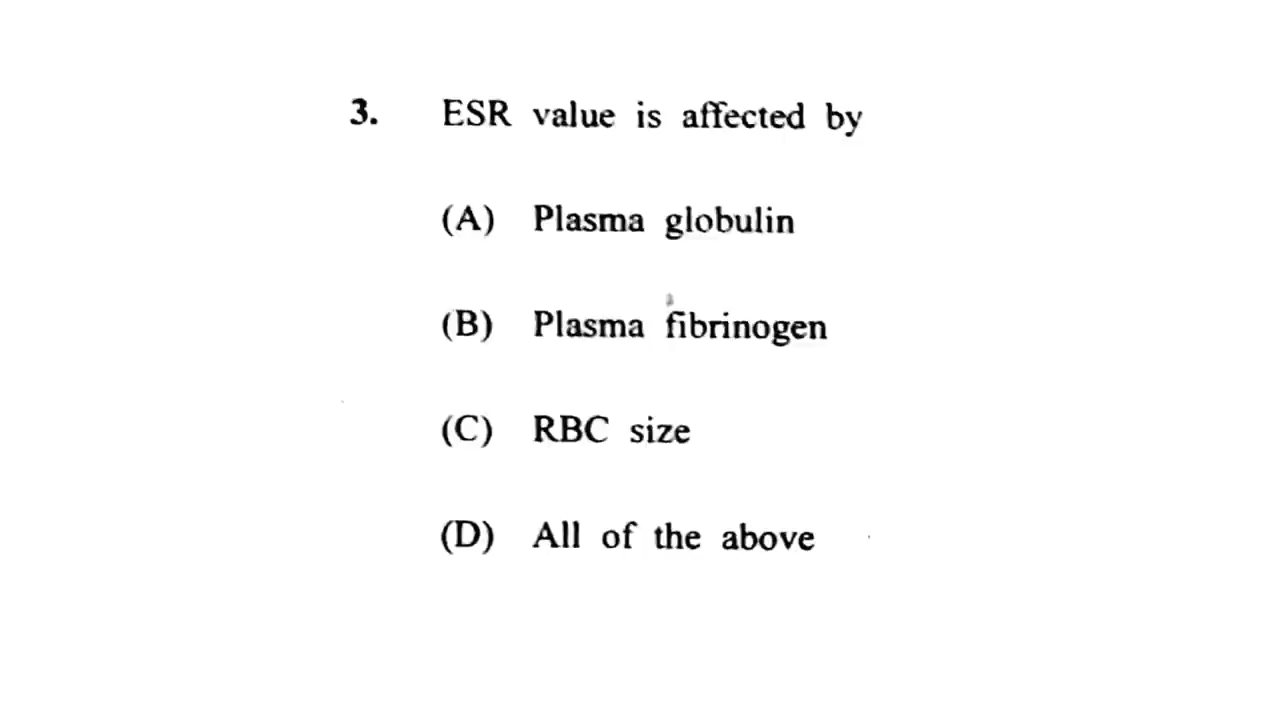 3. ESR value is affected by
(A) Plasma globulin
(B) Plasma fibrinogen
(C) RBC size
(D) All of the above